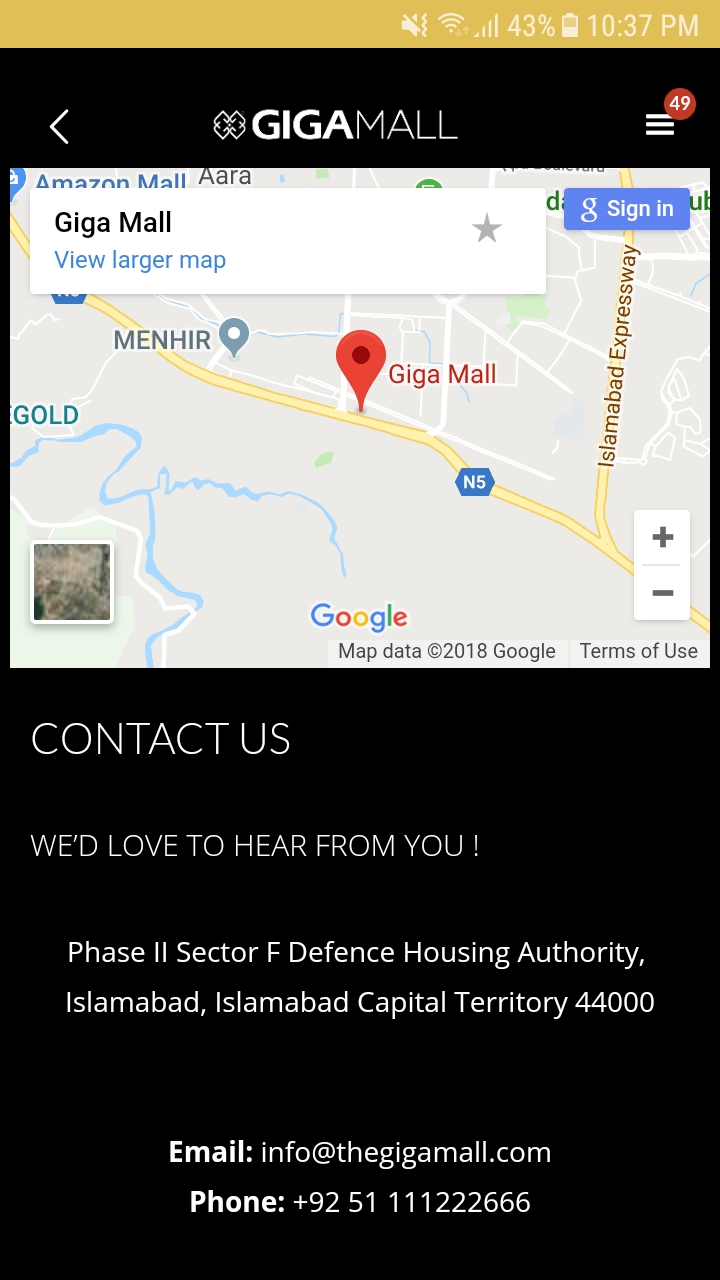 43% 10:37 PM
49
GIGAMALL
Amazon Mall Aara
Giga Mall
View larger map
Sign in
MENHIR
Giga Mall
Islamabad Expressway
EGOLD
N5
Google
Map data ©2018 Google Terms of Use
CONTACT US
WE’D LOVE TO HEAR FROM YOU !
Phase II Sector F Defence Housing Authority,
Islamabad, Islamabad Capital Territory 44000
Email: info@thegigamall.com
Phone: +92 51 111222666